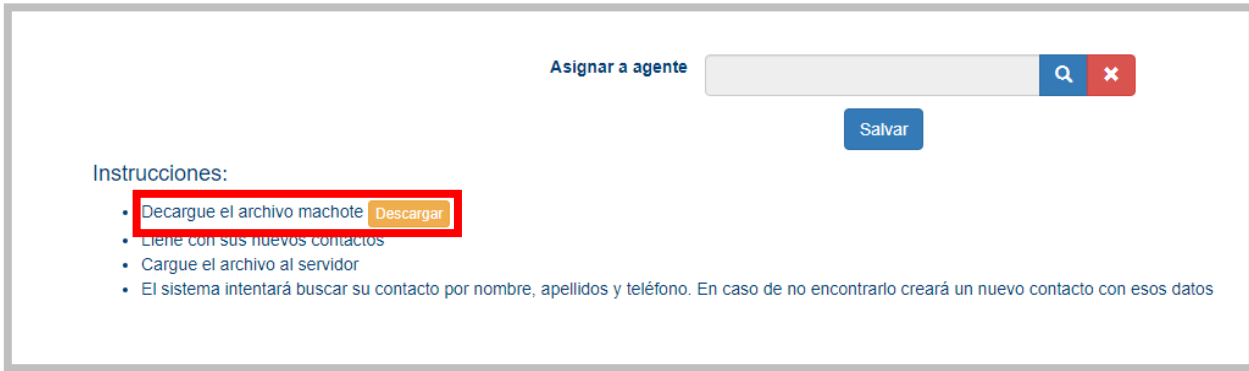 Asignar a agente
Salvar
Instrucciones:
Decargue el archivo machote Descargar
Llene con sus nuevos contactos
Cargue el archivo al servidor
El sistema intentará buscar su contacto por nombre, apellidos y teléfono. En caso de no encontrarlo creará un nuevo contacto con esos datos